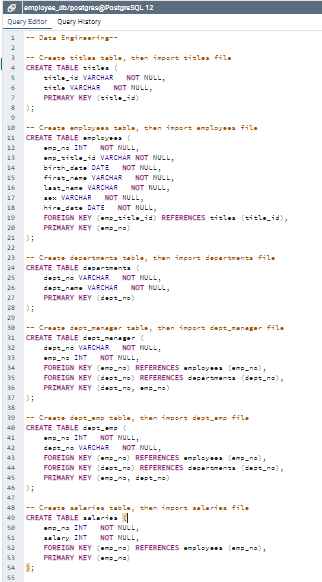 employee_db/postgres@PostgreSQL 12
Query Editor Query History
1 -- Data Engineering--
2
3 -- Create titles table, then import titles file
4 CREATE TABLE titles (
5 title_id VARCHAR NOT NULL,
6 title VARCHAR NOT NULL,
7 PRIMARY KEY (title_id)
8 );
9
10 -- Create employees table, then import employees file
11 CREATE TABLE employees (
12 emp_no INT NOT NULL,
13 emp_title_id VARCHAR NOT NULL,
14 birth_date DATE NOT NULL,
15 first_name VARCHAR NOT NULL,
16 last_name VARCHAR NOT NULL,
17 sex VARCHAR NOT NULL,
18 hire_date DATE NOT NULL,
19 FOREIGN KEY (emp_title_id) REFERENCES titles (title_id),
20 PRIMARY KEY (emp_no)
21 );
22
23 -- Create departments table, then import departments file
24 CREATE TABLE departments (
25 dept_no VARCHAR NOT NULL,
26 dept_name VARCHAR NOT NULL,
27 PRIMARY KEY (dept_no)
28 );
29
30 -- Create dept_manager table, then import dept_manager file
31 CREATE TABLE dept_manager (
32 dept_no VARCHAR NOT NULL,
33 emp_no INT NOT NULL,
34 FOREIGN KEY (emp_no) REFERENCES employees (emp_no),
35 FOREIGN KEY (dept_no) REFERENCES departments (dept_no),
36 PRIMARY KEY (dept_no, emp_no)
37 );
38
39 -- Create dept_emp table, then import dept_emp file
40 CREATE TABLE dept_emp (
41 emp_no INT NOT NULL,
42 dept_no VARCHAR NOT NULL,
43 FOREIGN KEY (emp_no) REFERENCES employees (emp_no),
44 FOREIGN KEY (dept_no) REFERENCES departments (dept_no),
45 PRIMARY KEY (emp_no, dept_no)
46 );
47
48 -- Create salaries table, then import salaries file
49 CREATE TABLE salaries (
50 emp_no INT NOT NULL,
51 salary INT NOT NULL,
52 FOREIGN KEY (emp_no) REFERENCES employees (emp_no),
53 PRIMARY KEY (emp_no)
54 );
55